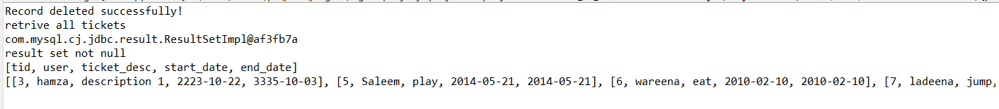 Record deleted successfully!
retrive all tickets
com.mysql.cj.jdbc.result.ResultSetImpl@af3fb7a
result set not null
[tid, user, ticket_desc, start_date, end_date]
[[3, hamza, description 1, 2223-10-22, 3335-10-03], [5, Saleem, play, 2014-05-21, 2014-05-21], [6, wareena, eat, 2010-02-10, 2010-02-10], [7, ladeena, jump,